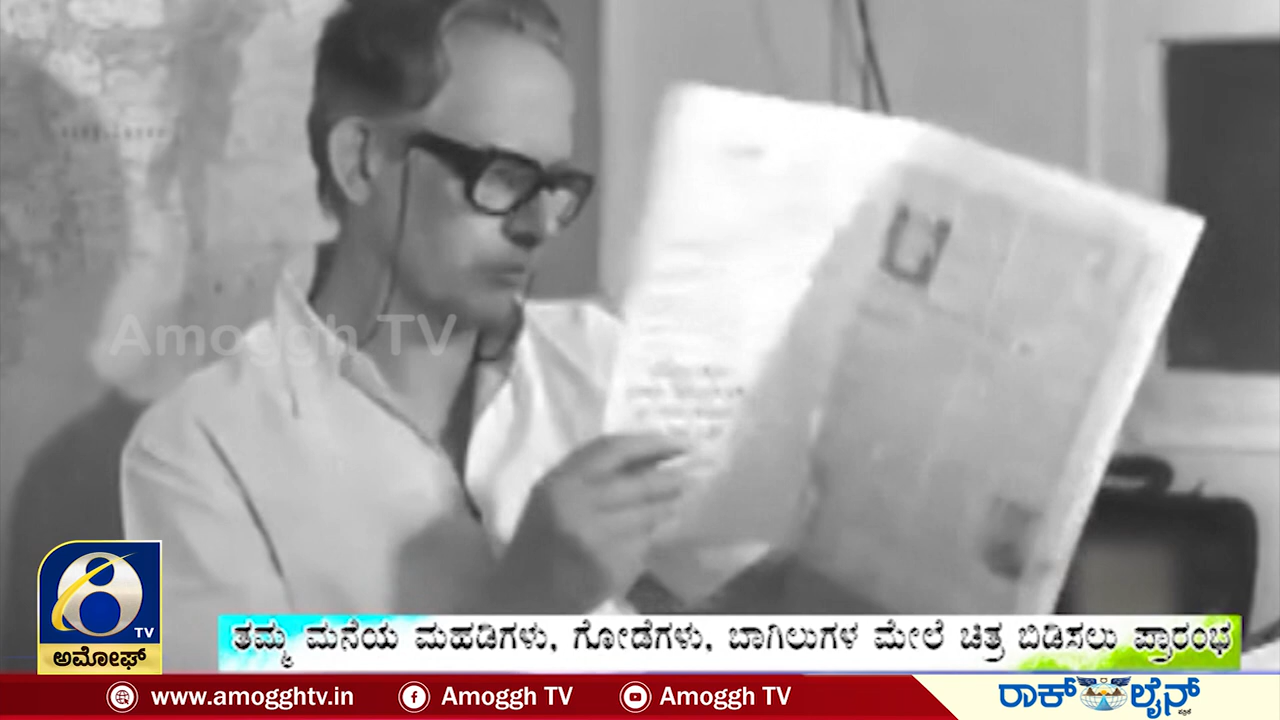 Amoggh TV
8
TV
ಅಮೋಘ್
ತಮ್ಮ ಮನೆಯ ಮಹಡಿಗಳು, ಗೋಡೆಗಳು, ಬಾಗಿಲುಗಳ ಮೇಲೆ ಚಿತ್ರ ಬಿಡಿಸಲು ಪ್ರಾರಂಭ
www.amogghtv.in
Amoggh TV
Amoggh TV
ರಾಕ್ ಲೈನ್
ಪತ್ರಿಕೆ